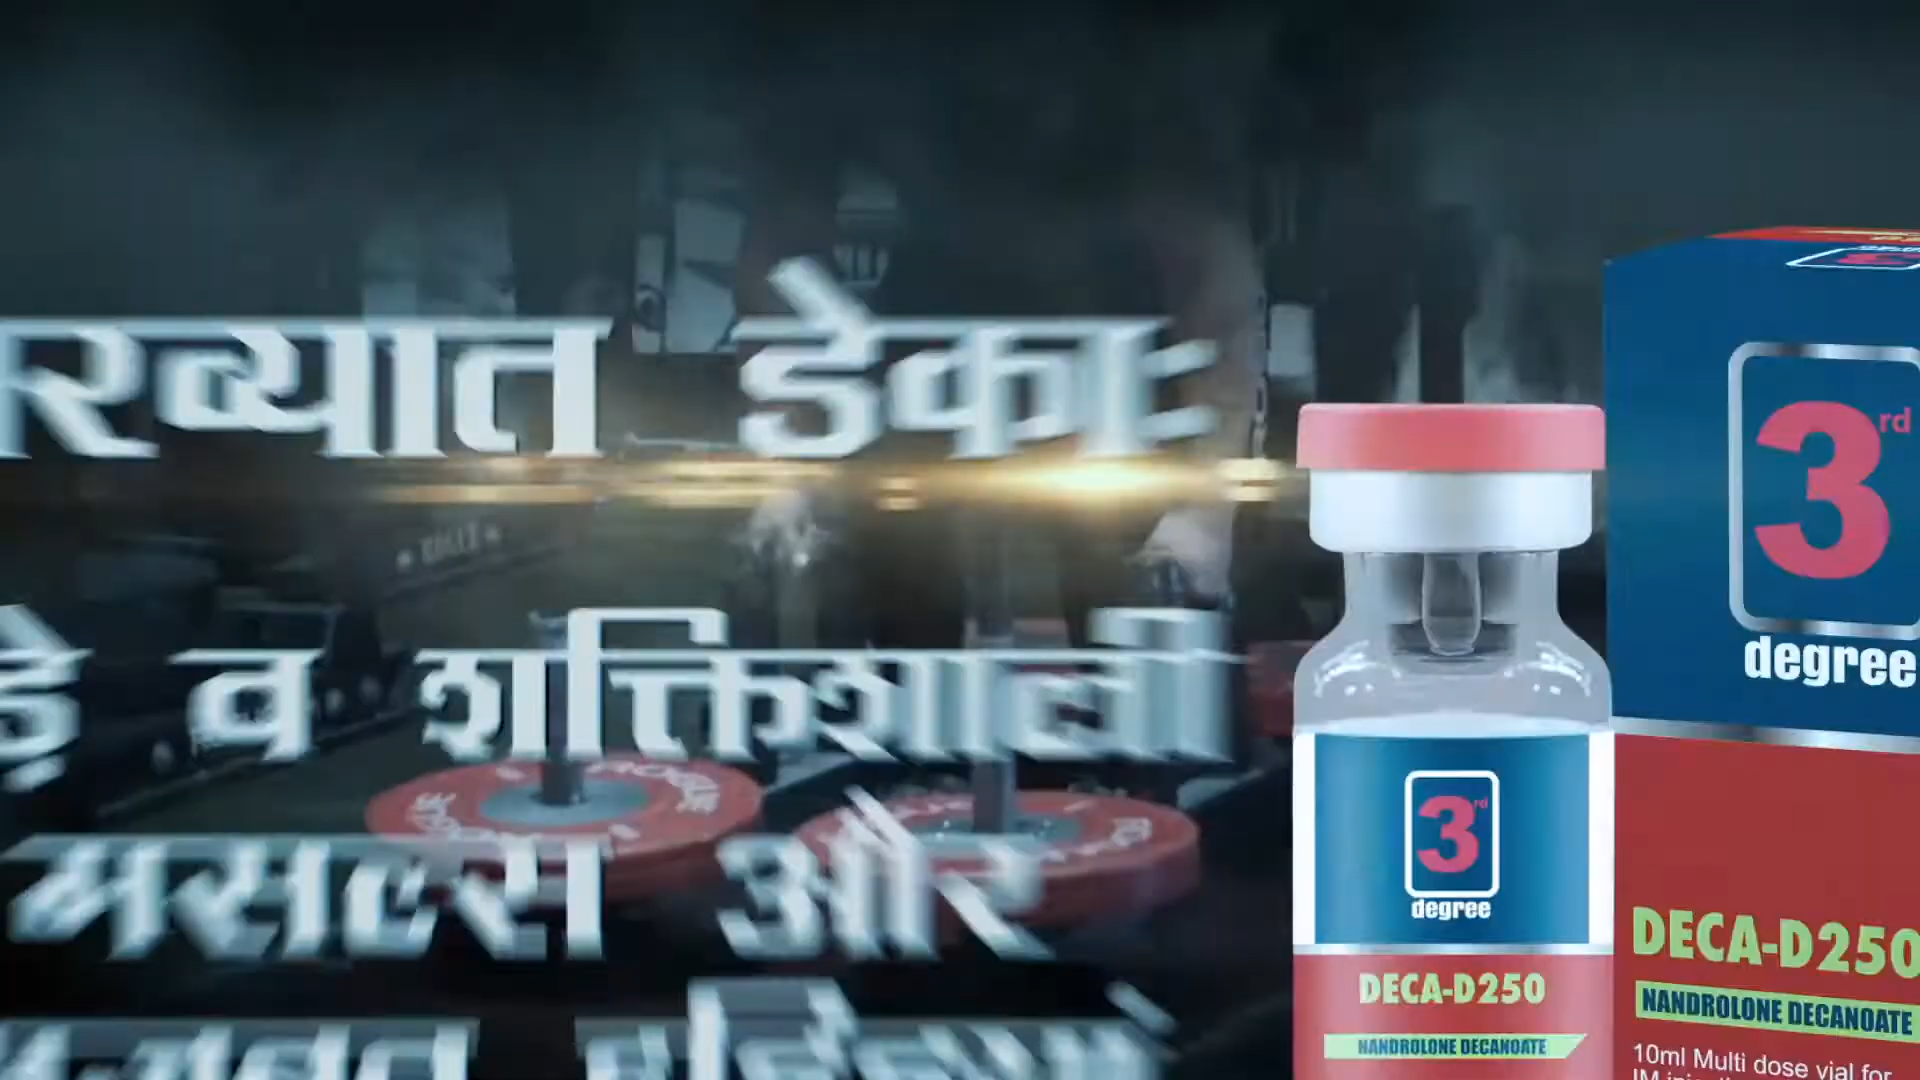 रव्यात डेकाः
ड़े व शक्तिशाली
मसल्स और
3rd
degree
DECA-D250
NANDROLONE DECANOATE
3rd
degree
DECA-D250
NANDROLONE DECANOATE
10ml Multi dose vial for